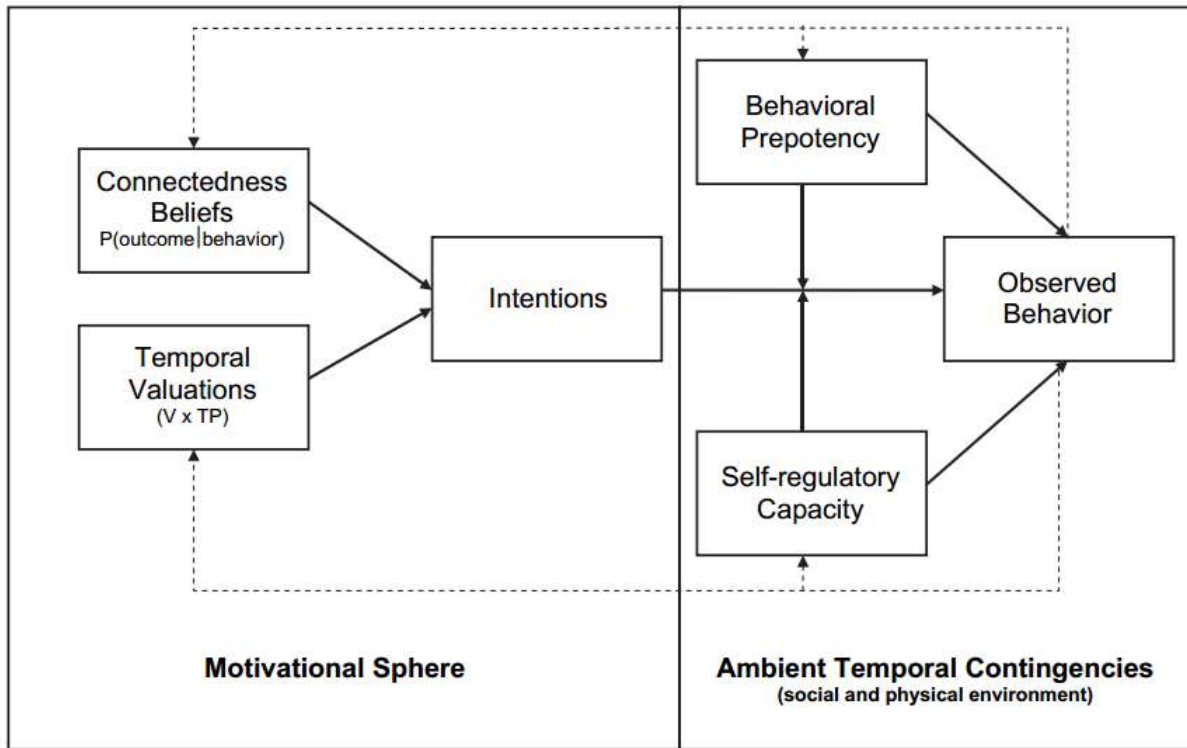 Behavioral
Prepotency
Connectedness
Beliefs
P(outcome|behavior)
Intentions
Observed
Behavior
Temporal
Valuations
(V x TP)
Self-regulatory
Capacity
Motivational Sphere
Ambient Temporal Contingencies
(social and physical environment)